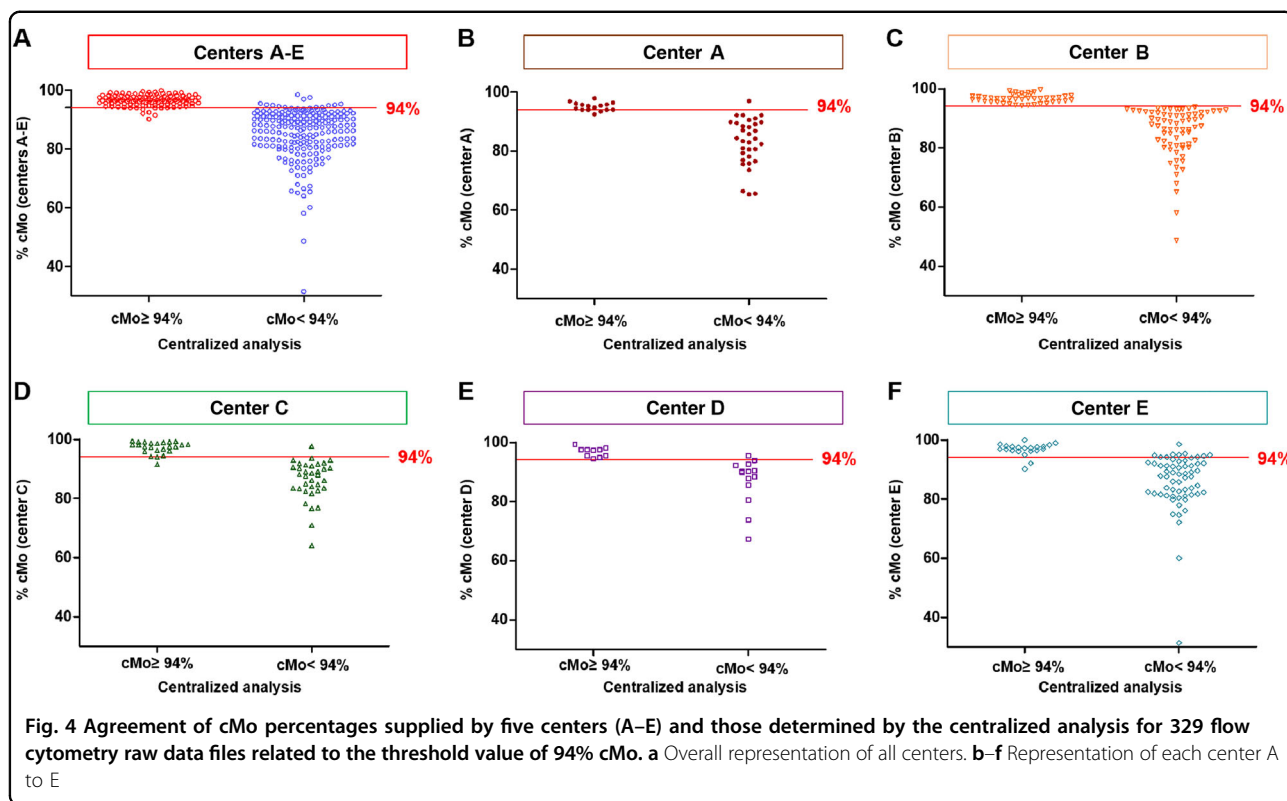 A
Centers A-E
% cMo (centers A-E)
100
80
60
40
94%
cMo≥ 94%
cMo< 94%
Centralized analysis
B
Center A
% cMo (center A)
100
80
60
40
94%
cMo≥ 94%
cMo< 94%
Centralized analysis
C
Center B
% cMo (center B)
100
80
60
40
94%
cMo≥ 94%
cMo< 94%
Centralized analysis
D
Center C
% cMo (center C)
100
80
60
40
94%
cMo≥ 94%
cMo< 94%
Centralized analysis
E
Center D
% cMo (center D)
100
80
60
40
94%
cMo≥ 94%
cMo< 94%
Centralized analysis
F
Center E
% cMo (center E)
100
80
60
40
94%
cMo≥ 94%
cMo< 94%
Centralized analysis
Fig. 4 Agreement of cMo percentages supplied by five centers (A–E) and those determined by the centralized analysis for 329 flow
cytometry raw data files related to the threshold value of 94% cMo. a Overall representation of all centers. b–f Representation of each center A
to E